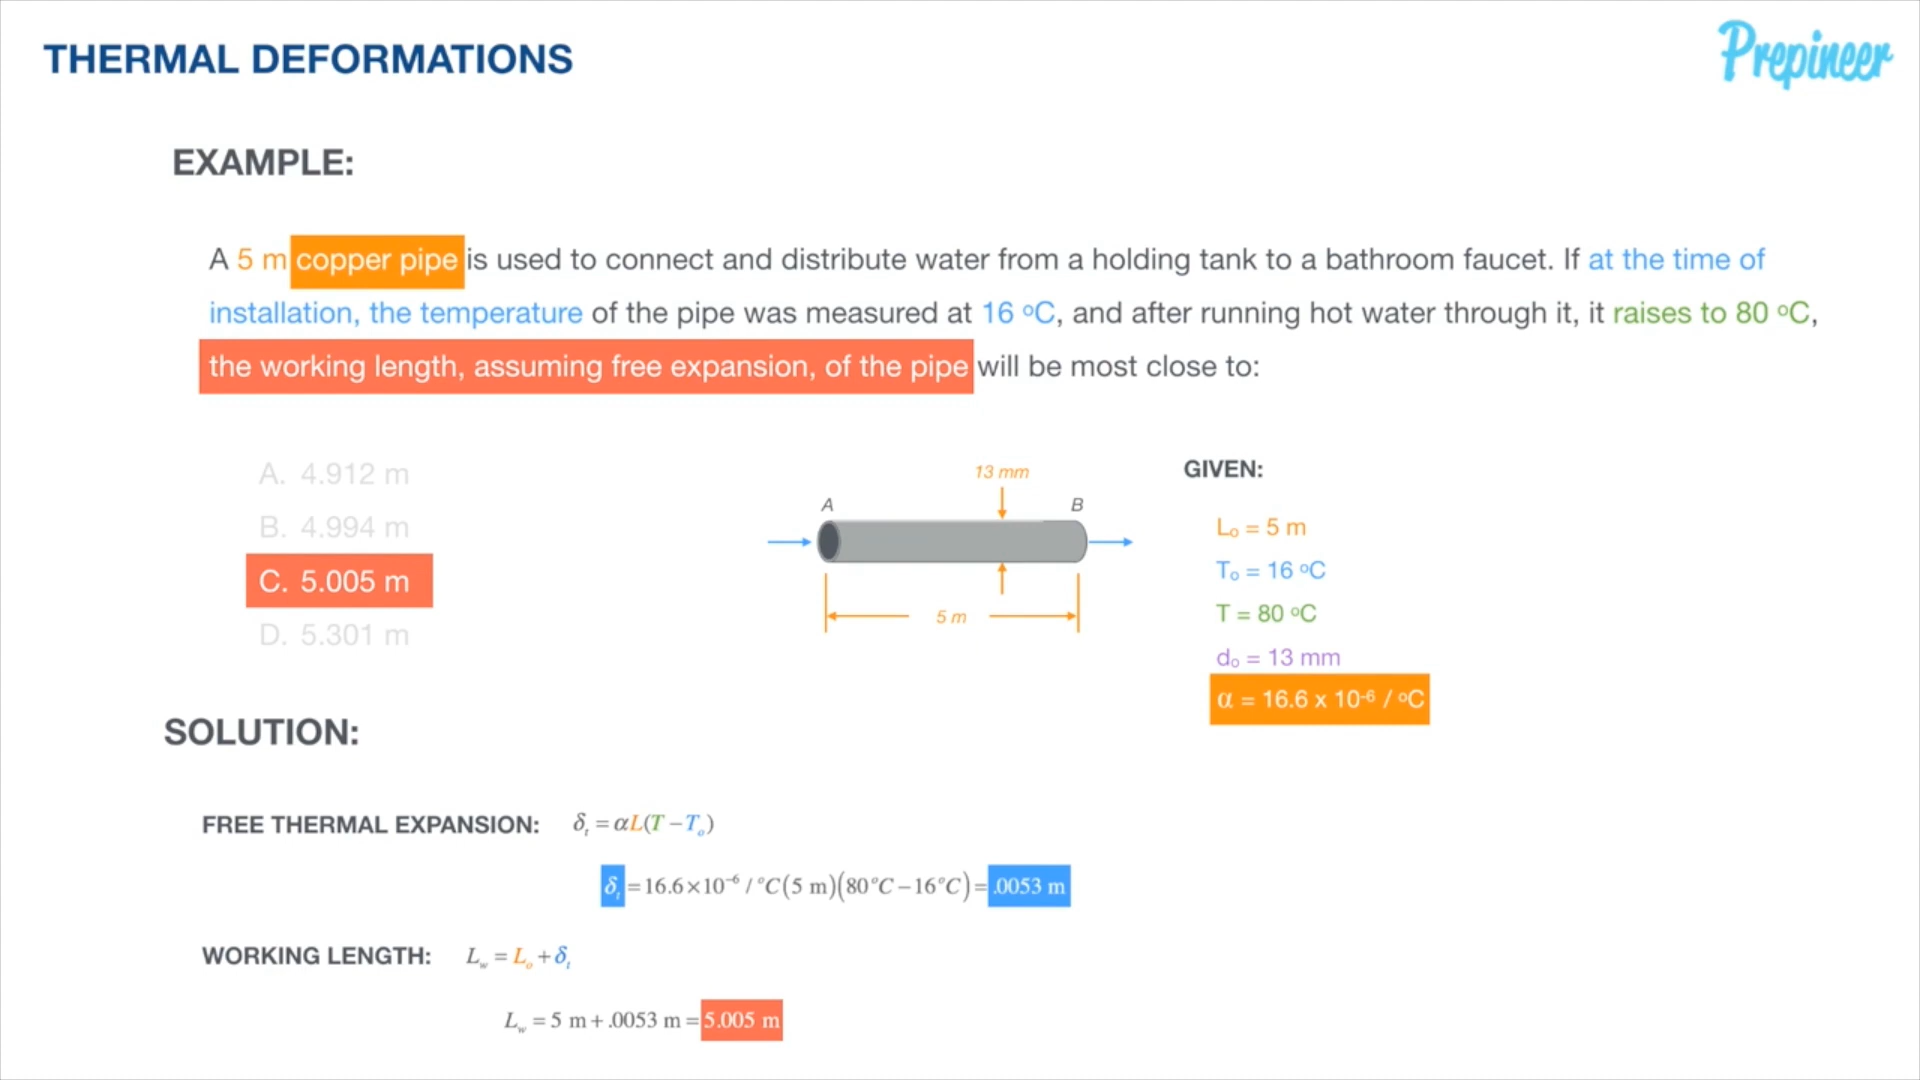 THERMAL DEFORMATIONS
Prepineer
EXAMPLE:
A 5 m copper pipe is used to connect and distribute water from a holding tank to a bathroom faucet. If at the time of
installation, the temperature of the pipe was measured at 16 ºC, and after running hot water through it, it raises to 80 ºC,
the working length, assuming free expansion, of the pipe will be most close to:
A. 4.912 m
B. 4.994 m
C. 5.005 m
D. 5.301 m
13 mm
A
B
5 m
GIVEN:
Lₒ = 5 m
Tₒ = 16 ºC
T = 80 ºC
dₒ = 13 mm
α = 16.6 x 10⁻⁶ / ºC
SOLUTION:
FREE THERMAL EXPANSION: δₜ = αL(T − Tₒ)
δₜ = 16.6 × 10⁻⁶ / °C(5 m)(80°C − 16°C) = .0053 m
WORKING LENGTH: L_w = Lₒ + δₜ
L_w = 5 m + .0053 m = 5.005 m